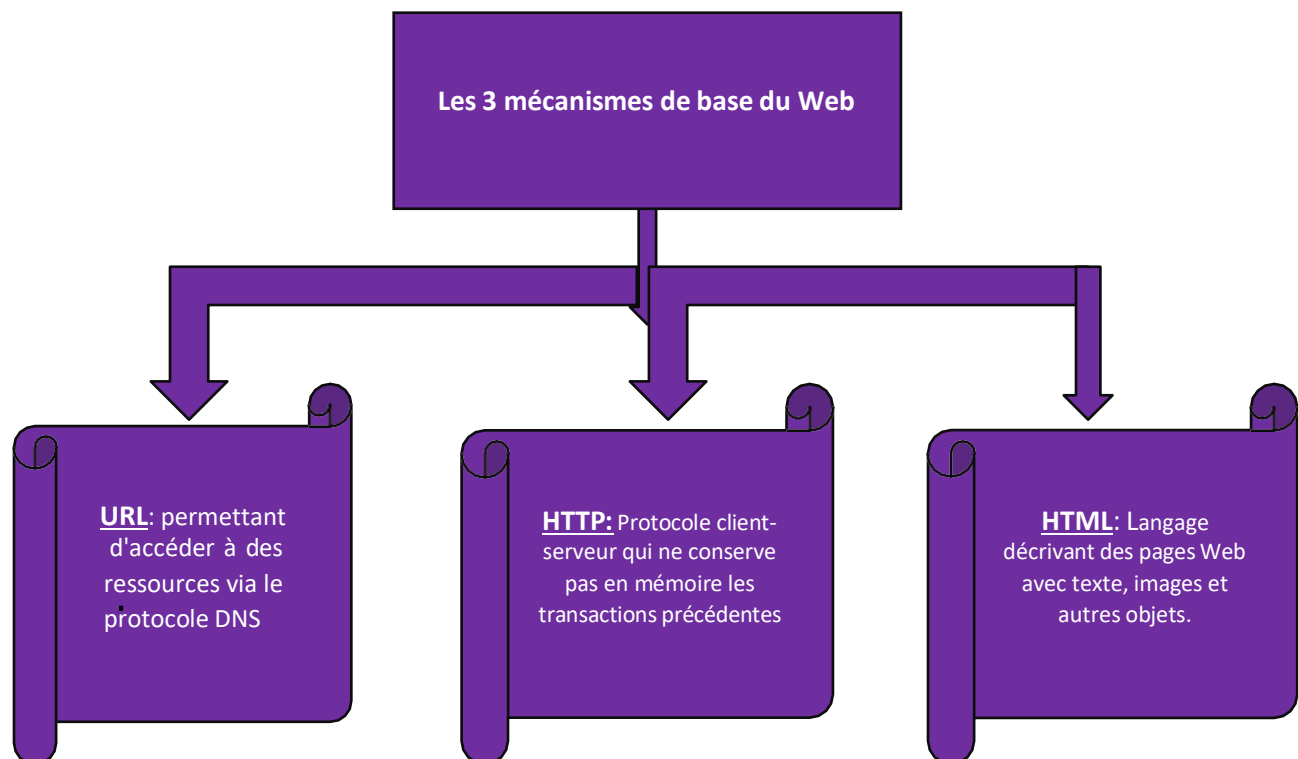 Les 3 mécanismes de base du Web
URL: permettant
d'accéder à des
ressources via le
protocole DNS
HTTP: Protocole client-
serveur qui ne conserve
pas en mémoire les
transactions précédentes
HTML: Langage
décrivant des pages Web
avec texte, images et
autres objets.